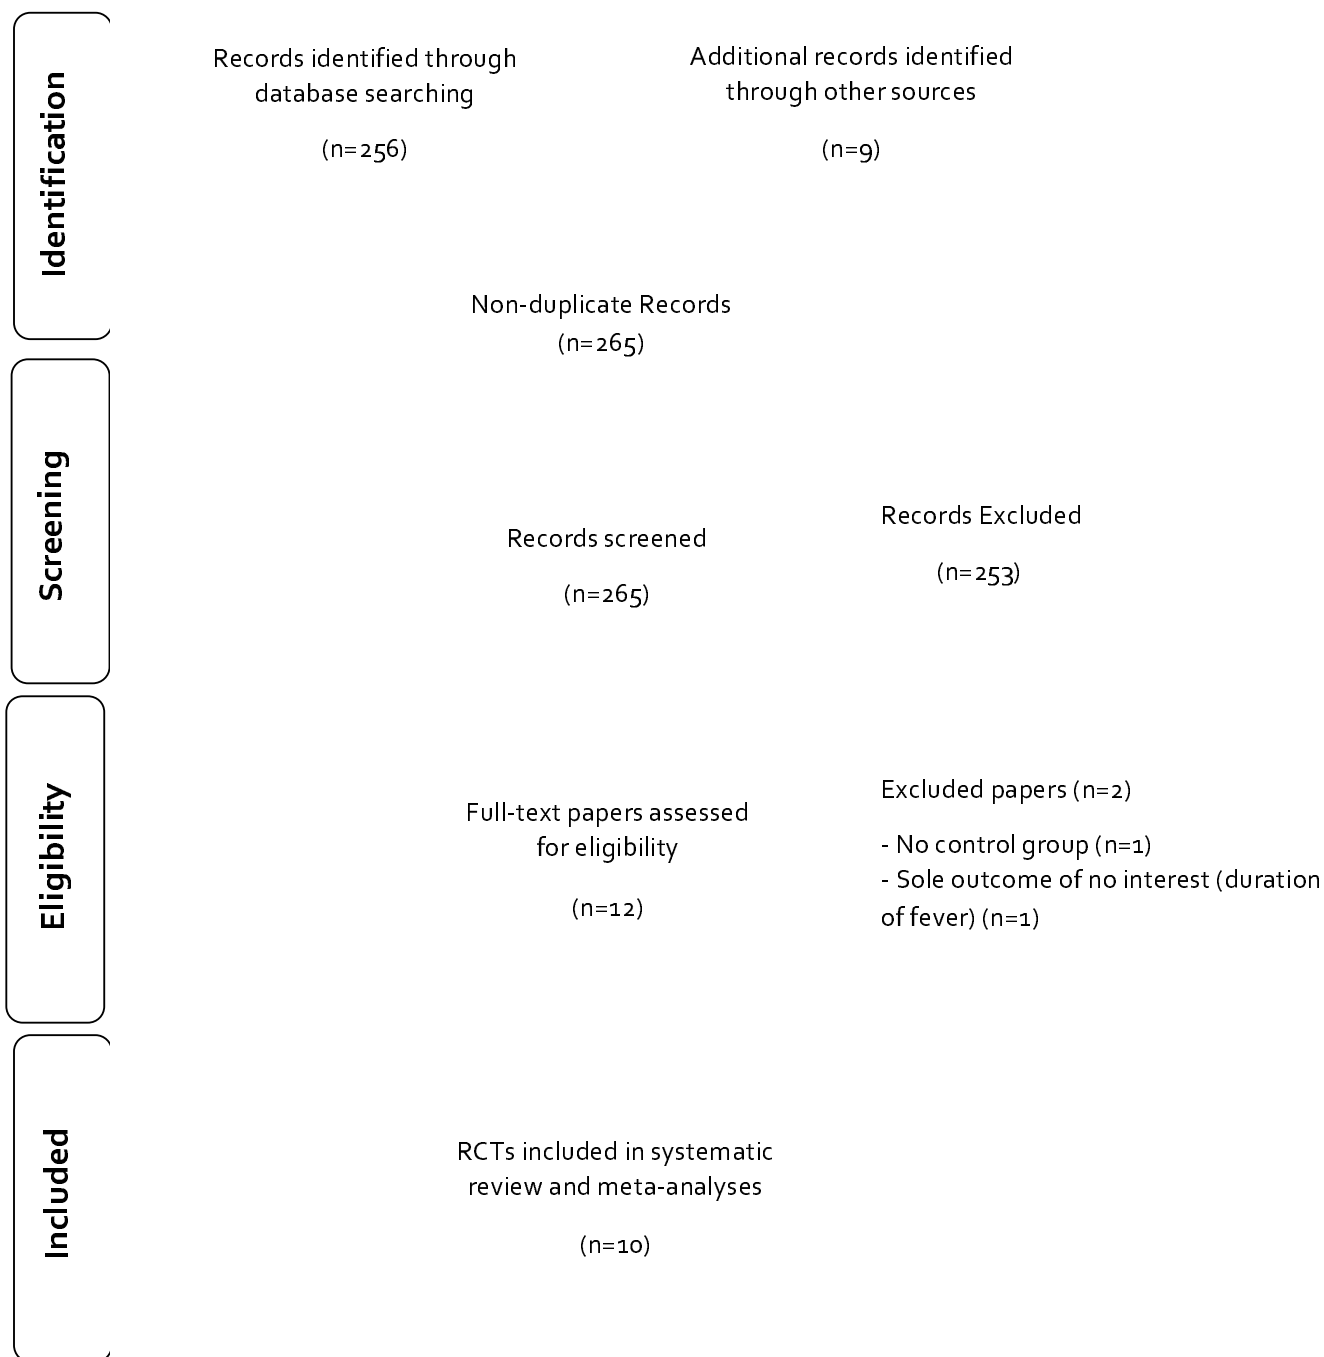 Identification
Records identified through
database searching
(n=256)
Additional records identified
through other sources
(n=9)
Non-duplicate Records
(n=265)
Screening
Records screened
(n=265)
Records Excluded
(n=253)
Eligibility
Full-text papers assessed
for eligibility
(n=12)
Excluded papers (n=2)
- No control group (n=1)
- Sole outcome of no interest (duration
of fever) (n=1)
Included
RCTs included in systematic
review and meta-analyses
(n=10)